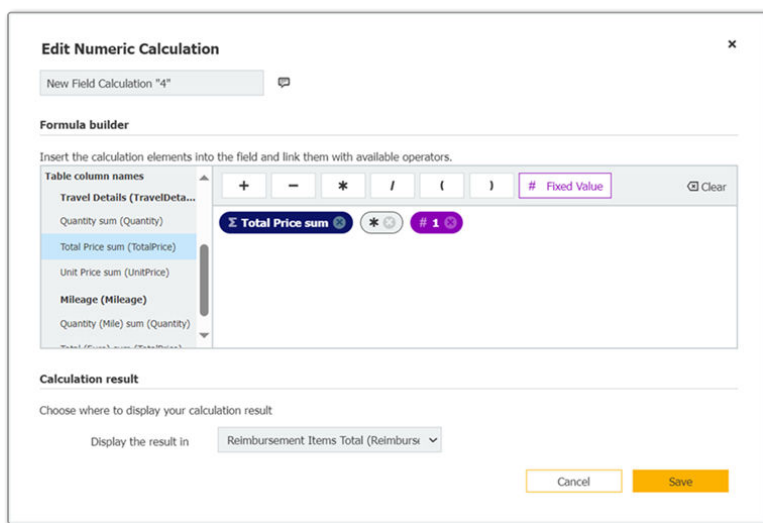 Edit Numeric Calculation
×
New Field Calculation "4"
Formula builder
Insert the calculation elements into the field and link them with available operators.
Table column names
Travel Details (TravelDeta...
Quantity sum (Quantity)
Total Price sum (TotalPrice)
Unit Price sum (UnitPrice)
Mileage (Mileage)
Quantity (Mile) sum (Quantity)
+ − * / ( ) # Fixed Value Clear
Σ Total Price sum * # 1
Calculation result
Choose where to display your calculation result
Display the result in Reimbursement Items Total (Reimburse
Cancel Save